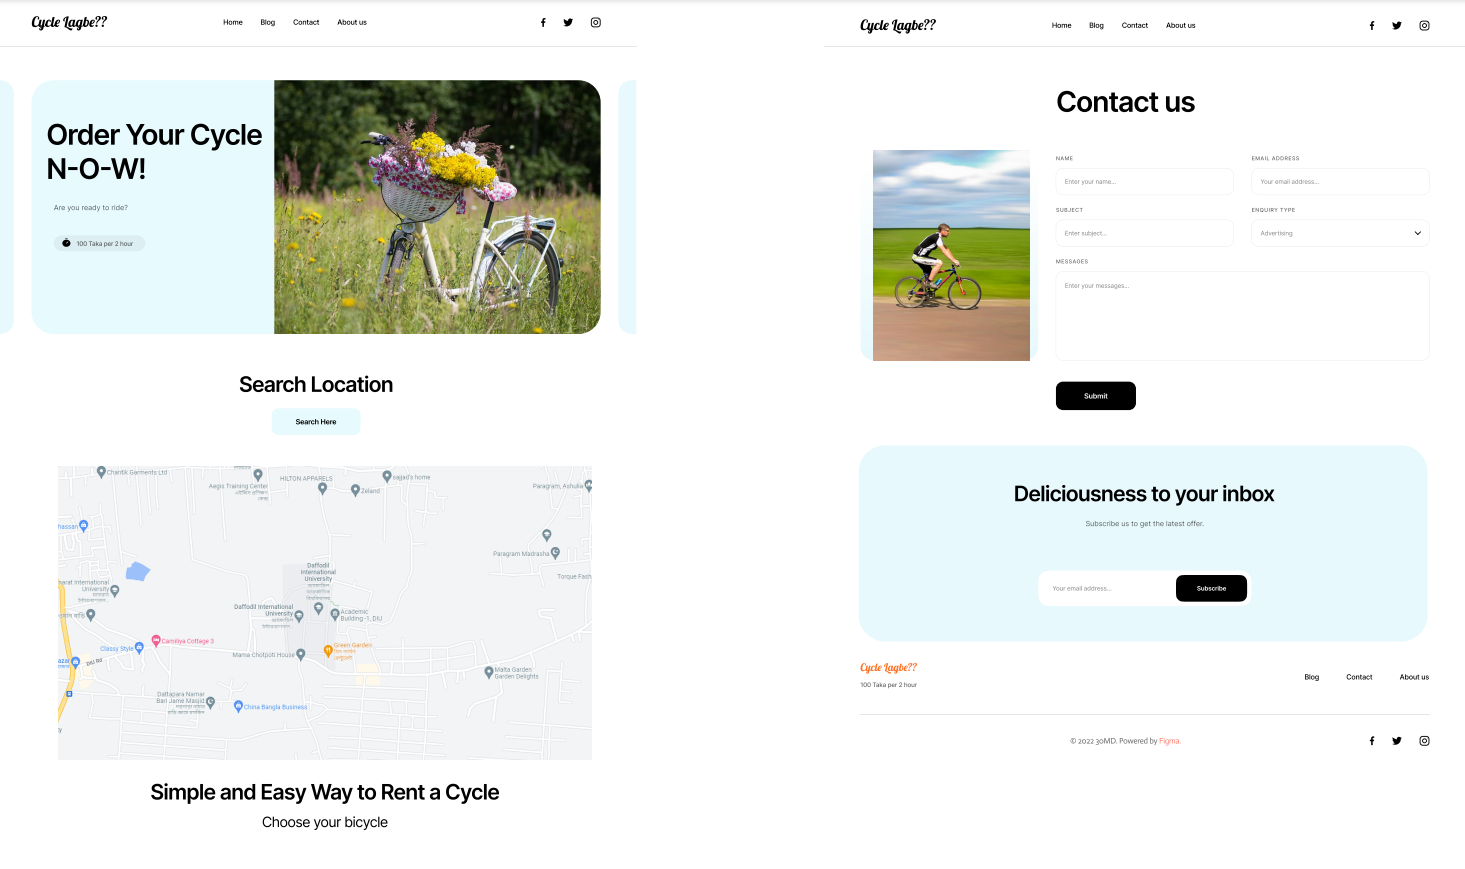 Cycle Lagbe??
Home Blog Contact About us
Order Your Cycle
N-O-W!
Are you ready to ride?
100 Taka per 2 hour
Search Location
Search Here
Chantik Garments Ltd
Aegis Training Center
HILTON APPARELS
Zeland
sajjad's home
Paragram, Ashulia
hassan
Paragram Madrasha
Torque Fash
Daffodil
International
University
harat International
University
Daffodil International
University
Academic
Building -1, DIU
Camiliya Cottage 3
Classy Style
Green Garden
Mama Chotpoti House
azar
DIU Rd
Malta Garden
Garden Delights
Dattapara Namar
Bari Jame Masjid
China Bangla Business
ty
Simple and Easy Way to Rent a Cycle
Choose your bicycle
Cycle Lagbe??
Home Blog Contact About us
Contact us
NAME
EMAIL ADDRESS
Enter your name...
Your email address...
SUBJECT
ENQUIRY TYPE
Enter subject...
Advertising
MESSAGES
Enter your messages...
Submit
Deliciousness to your inbox
Subscribe us to get the latest offer.
Your email address...
Subscribe
Cycle Lagbe??
100 Taka per 2 hour
Blog Contact About us
© 2022 30MD. Powered by Figma.